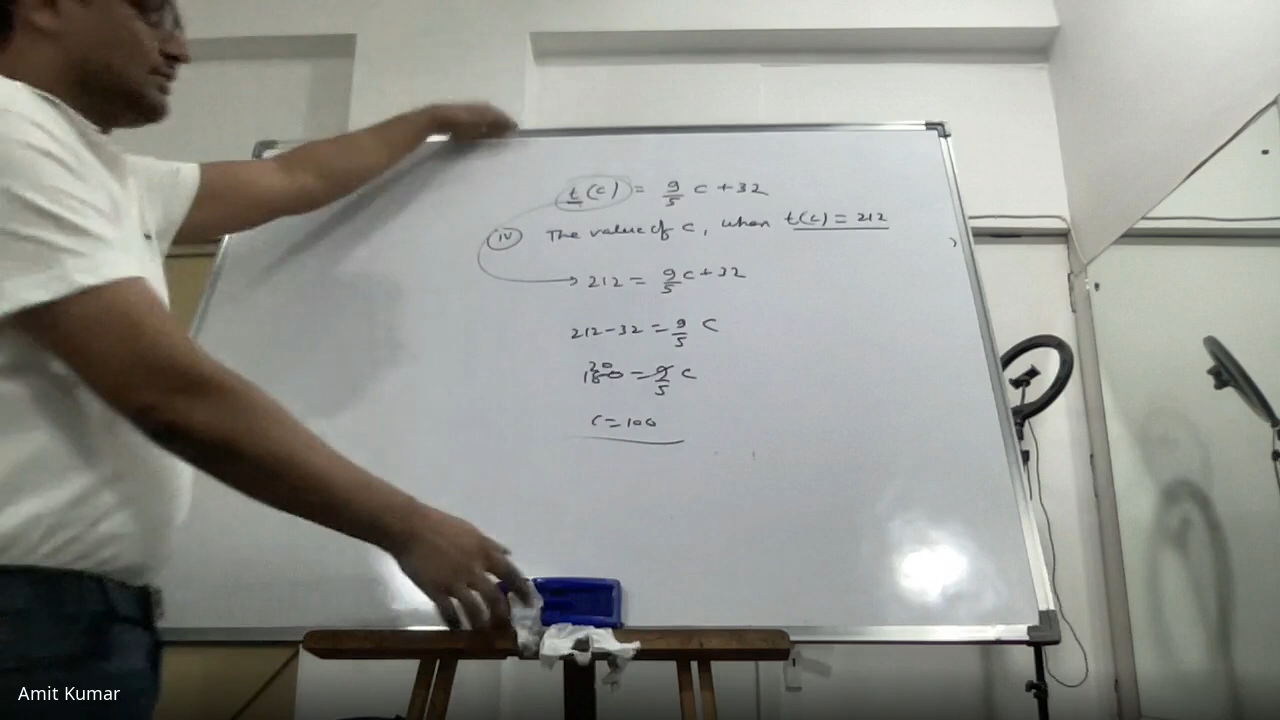 t(c) = 9/5 c + 32
(iv) The value of c, when t(c) = 212
212 = 9/5 c + 32
212 - 32 = 9/5 c
20
180 = 9/5 c
c = 100
Amit Kumar